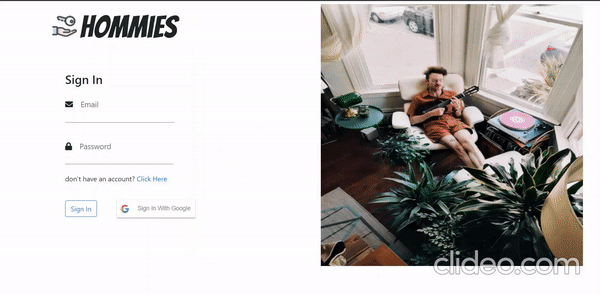 HOMMIES
Sign In
Email
Password
don't have an account? Click Here
Sign In
Sign In With Google
clideo.com